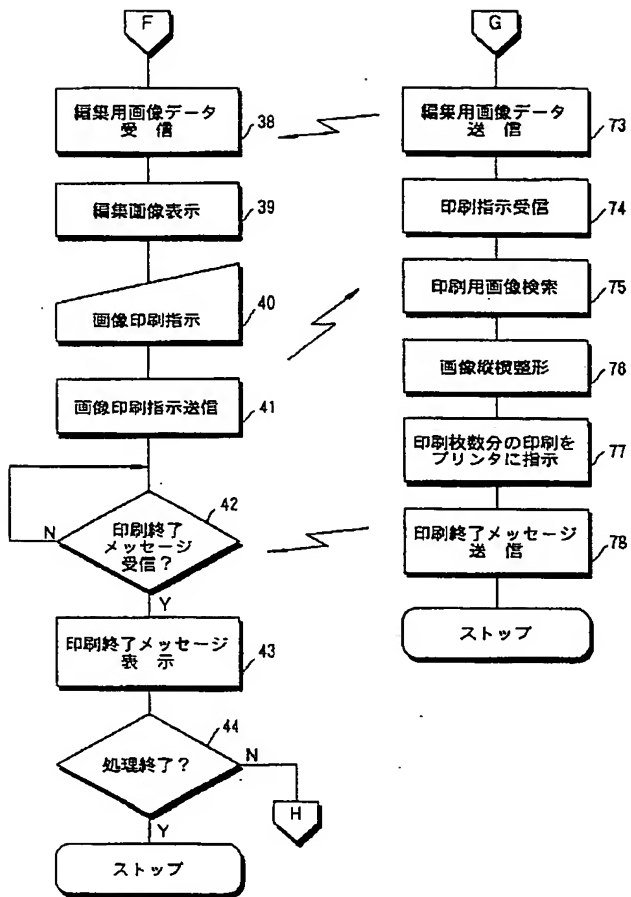 F
編集用画像データ
受 信
38
編集画像表示
39
画像印刷指示
40
画像印刷指示送信
41
印刷終了
メッセージ
受信?
42
N
Y
印刷終了メッセージ
表 示
43
処理終了?
44
N
H
Y
ストップ
G
編集用画像データ
送 信
73
印刷指示受信
74
印刷用画像検索
75
画像縦横整形
76
印刷枚数分の印刷を
プリンタに指示
77
印刷終了メッセージ
送 信
78
ストップ